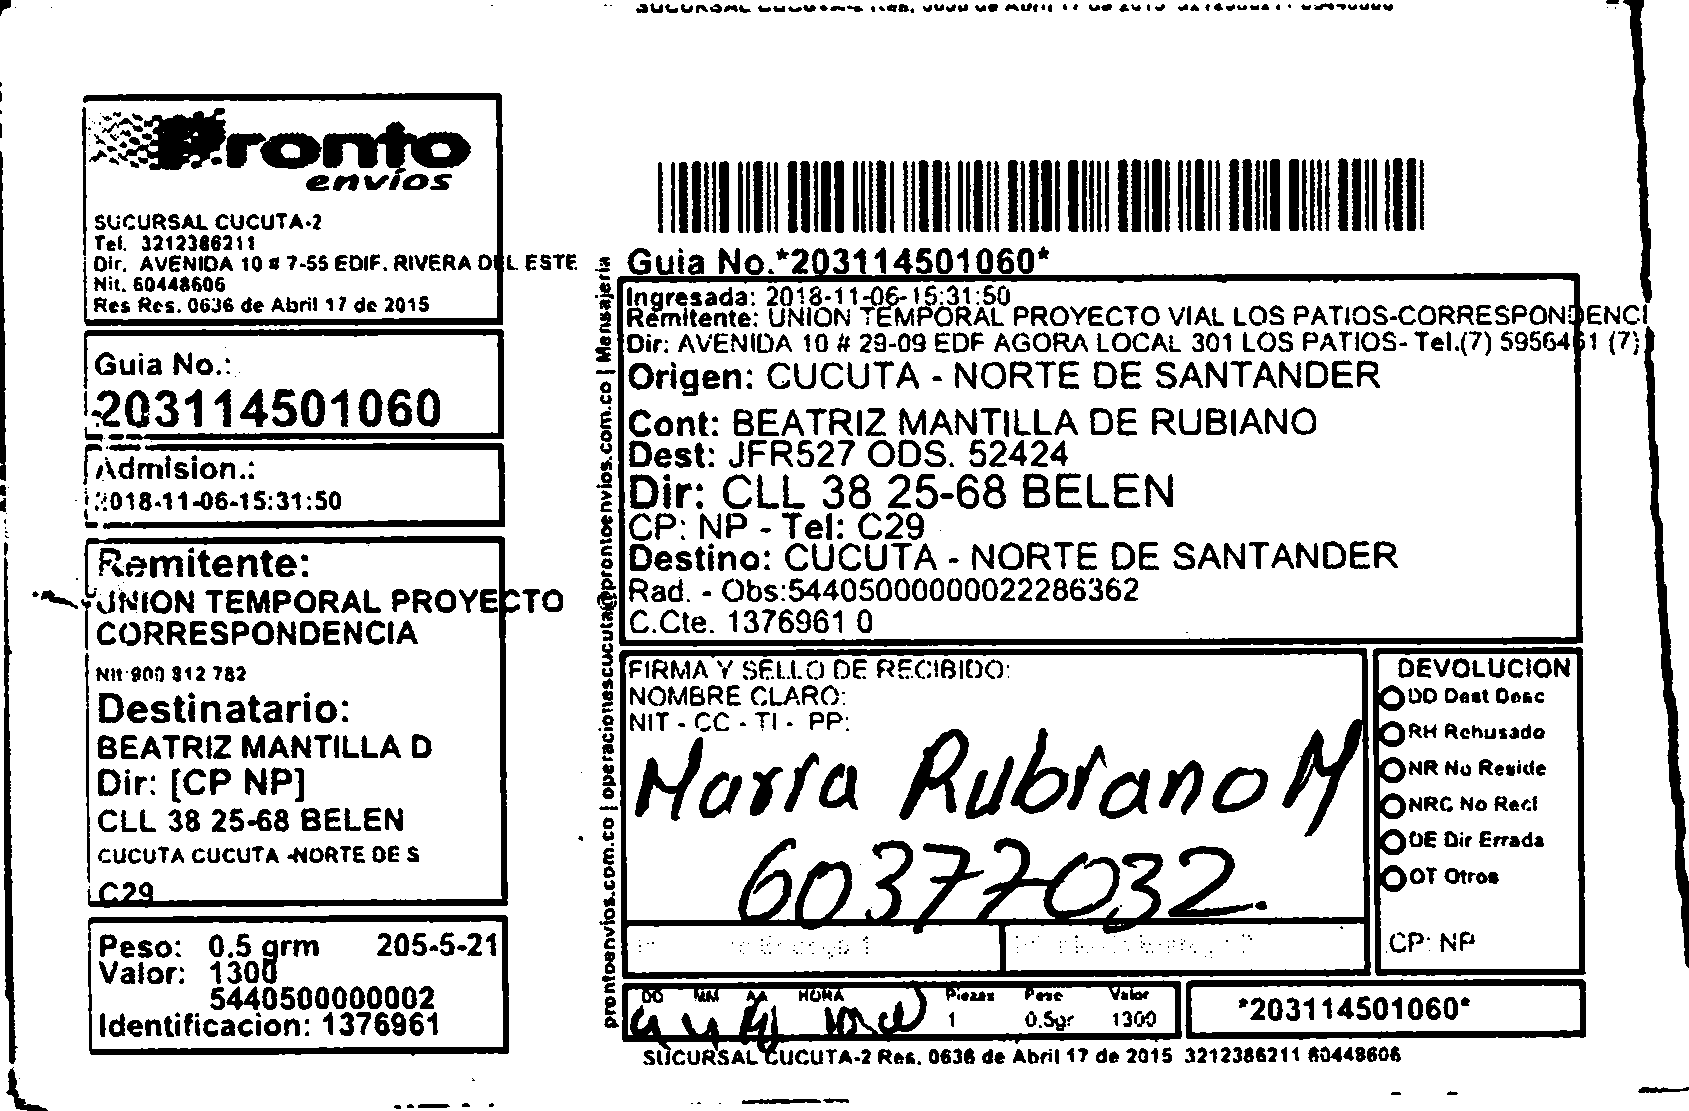 Pronto
envíos
SUCURSAL CUCUTA-2
Tel. 3212386211
Dir. AVENIDA 10 # 7-55 EDIF. RIVERA DEL ESTE
Nit. 60448606
Res Res. 0636 de Abril 17 de 2015
Guia No.:
203114501060
Admision.:
2018-11-06-15:31:50
Remitente:
UNION TEMPORAL PROYECTO
CORRESPONDENCIA
Nit 900 812 782
Destinatario:
BEATRIZ MANTILLA D
Dir: [CP NP]
CLL 38 25-68 BELEN
CUCUTA CUCUTA -NORTE DE S
C29
Peso: 0.5 grm 205-5-21
Valor: 1300
5440500000002
Identificacion: 1376961
prontoenvios.com.co | operacionescucuta@prontoenvios.com.co | Mensajeria
Guia No.*203114501060*
Ingresada: 2018-11-06-15:31:50
Remitente: UNION TEMPORAL PROYECTO VIAL LOS PATIOS-CORRESPONDENCI
Dir: AVENIDA 10 # 29-09 EDF AGORA LOCAL 301 LOS PATIOS- Tel.(7) 5956461 (7)
Origen: CUCUTA - NORTE DE SANTANDER
Cont: BEATRIZ MANTILLA DE RUBIANO
Dest: JFR527 ODS. 52424
Dir: CLL 38 25-68 BELEN
CP: NP - Tel: C29
Destino: CUCUTA - NORTE DE SANTANDER
Rad. - Obs:54405000000022286362
C.Cte. 1376961 0
FIRMA Y SELLO DE RECIBIDO:
NOMBRE CLARO:
NIT - CC - TI - PP:
Maria Rubiano M
60377032.
DEVOLUCION
DD Dest Desc
RH Rehusado
NR No Reside
NRC No Recl
DE Dir Errada
OT Otros
CP: NP
DD MM AA HORA Piezas Peso Valor
1 0.5gr 1300
*203114501060*
SUCURSAL CUCUTA-2 Res. 0636 de Abril 17 de 2015 3212386211 60448606